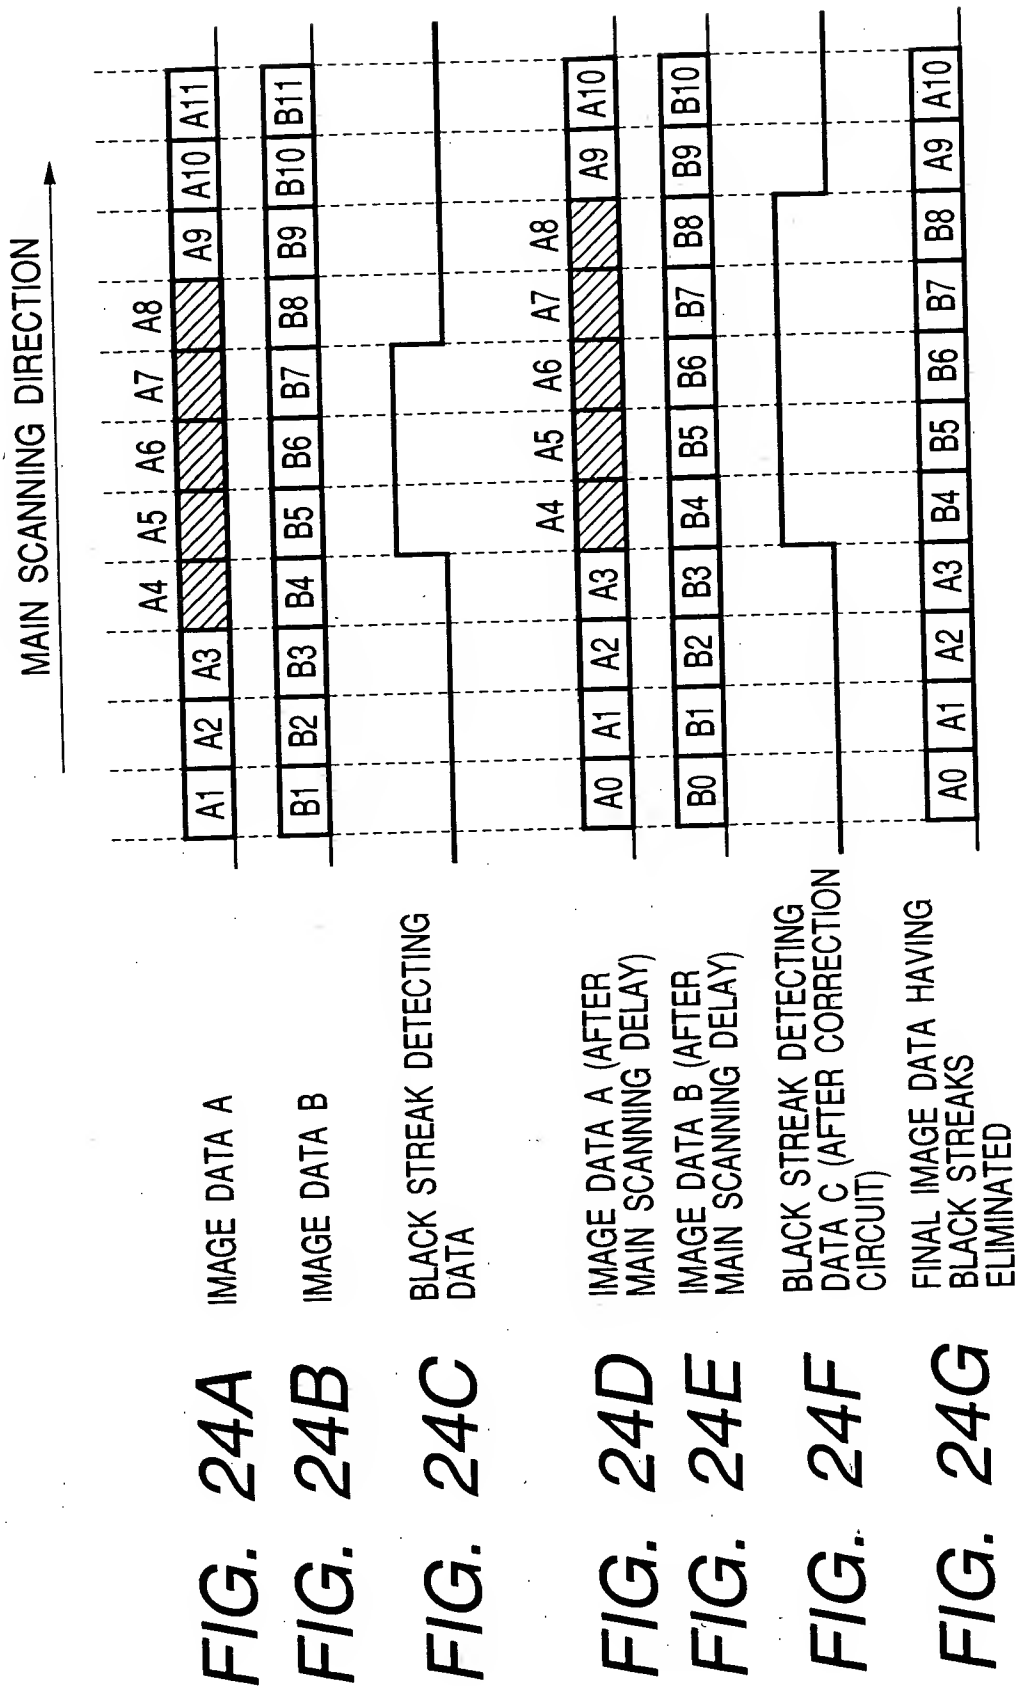 MAIN SCANNING DIRECTION
A4 A5 A6 A7 A8
FIG. 24A IMAGE DATA A A1 A2 A3 A9 A10 A11
FIG. 24B IMAGE DATA B B1 B2 B3 B4 B5 B6 B7 B8 B9 B10 B11
FIG. 24C BLACK STREAK DETECTING
DATA
A4 A5 A6 A7 A8
FIG. 24D IMAGE DATA A (AFTER
MAIN SCANNING DELAY)
A0 A1 A2 A3 A9 A10
FIG. 24E IMAGE DATA B (AFTER
MAIN SCANNING DELAY)
B0 B1 B2 B3 B4 B5 B6 B7 B8 B9 B10
FIG. 24F BLACK STREAK DETECTING
DATA C (AFTER CORRECTION
CIRCUIT)
FIG. 24G FINAL IMAGE DATA HAVING
BLACK STREAKS
ELIMINATED
A0 A1 A2 A3 B4 B5 B6 B7 B8 A9 A10